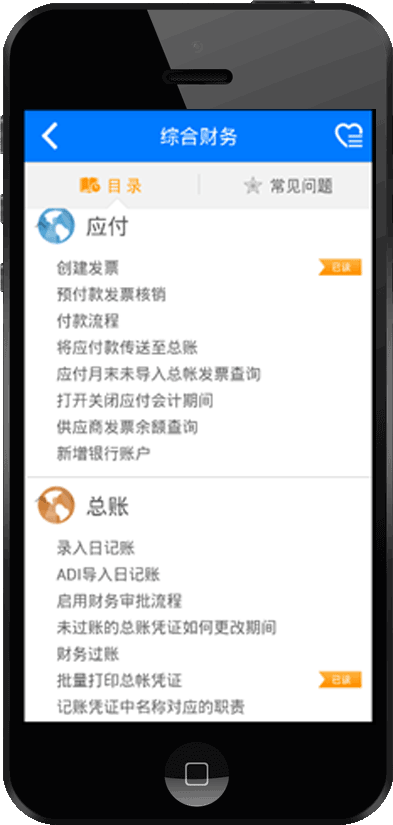 综合财务
目录 常见问题
应付
创建发票 已读
预付款发票核销
付款流程
将应付款传送至总账
应付月末未导入总帐发票查询
打开关闭应付会计期间
供应商发票余额查询
新增银行账户
总账
录入日记账
ADI导入日记账
启用财务审批流程
未过账的总账凭证如何更改期间
财务过账
批量打印总帐凭证 已读
记账凭证中名称对应的职责